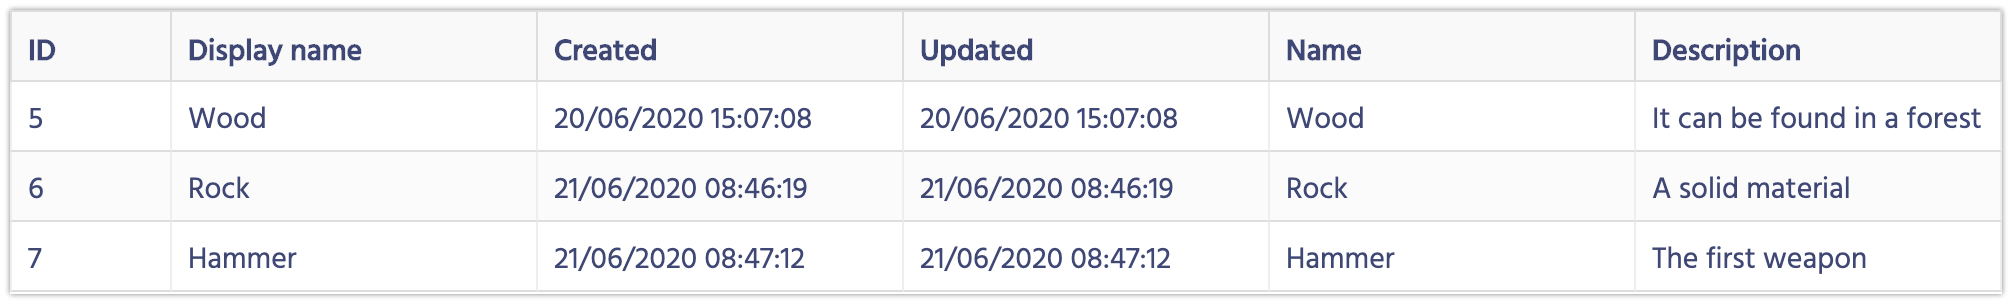 ID Display name Created Updated Name Description
5 Wood 20/06/2020 15:07:08 20/06/2020 15:07:08 Wood It can be found in a forest
6 Rock 21/06/2020 08:46:19 21/06/2020 08:46:19 Rock A solid material
7 Hammer 21/06/2020 08:47:12 21/06/2020 08:47:12 Hammer The first weapon